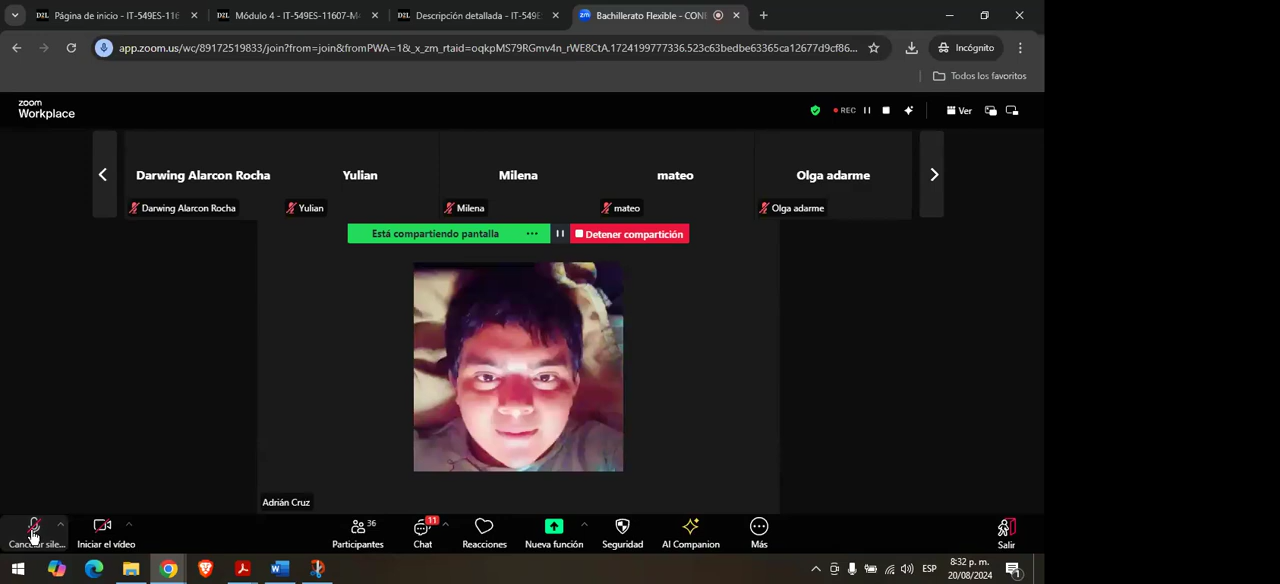 Página de inicio - IT-549ES-116
Módulo 4 - IT-549ES-11607-M
Descripción detallada - IT-549ES
Bachillerato Flexible - CON
app.zoom.us/wc/89172519833/join?from=join&fromPWA=1&_x_zm_rtaid=oqkpMS79RGmv4n_rWE8CtA.1724199777336.523c63bedbe63365ca12677d9cf86...
Incógnito
Todos los favoritos
zoom
Workplace
REC
Ver
Darwing Alarcon Rocha
Yulian
Milena
mateo
Olga adarme
Darwing Alarcon Rocha
Yulian
Milena
mateo
Olga adarme
Está compartiendo pantalla
Detener compartición
Adrián Cruz
36
11
Cancelar sile...
Iniciar el vídeo
Participantes
Chat
Reacciones
Nueva función
Seguridad
AI Companion
Más
Salir
ESP
8:32 p. m.
20/08/2024
1